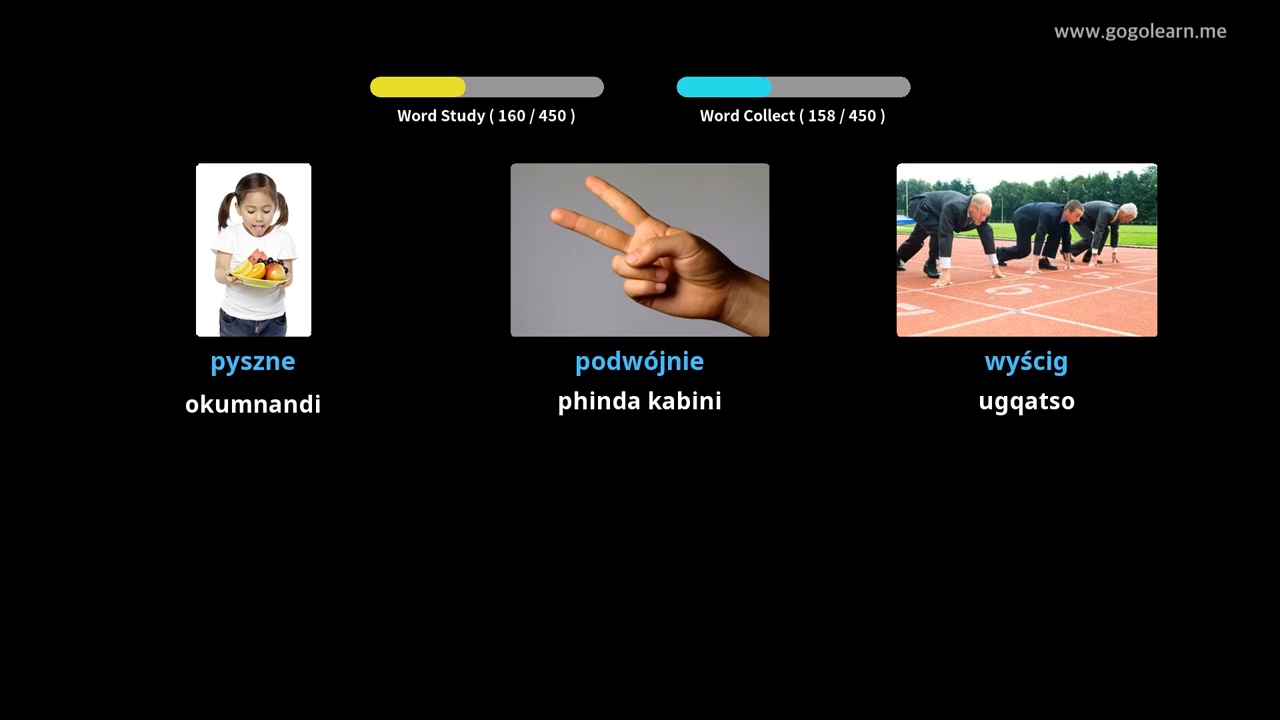 www.gogolearn.me
Word Study ( 160 / 450 )
Word Collect ( 158 / 450 )
pyszne
podwójnie
wyścig
okumnandi
phinda kabini
ugqatso